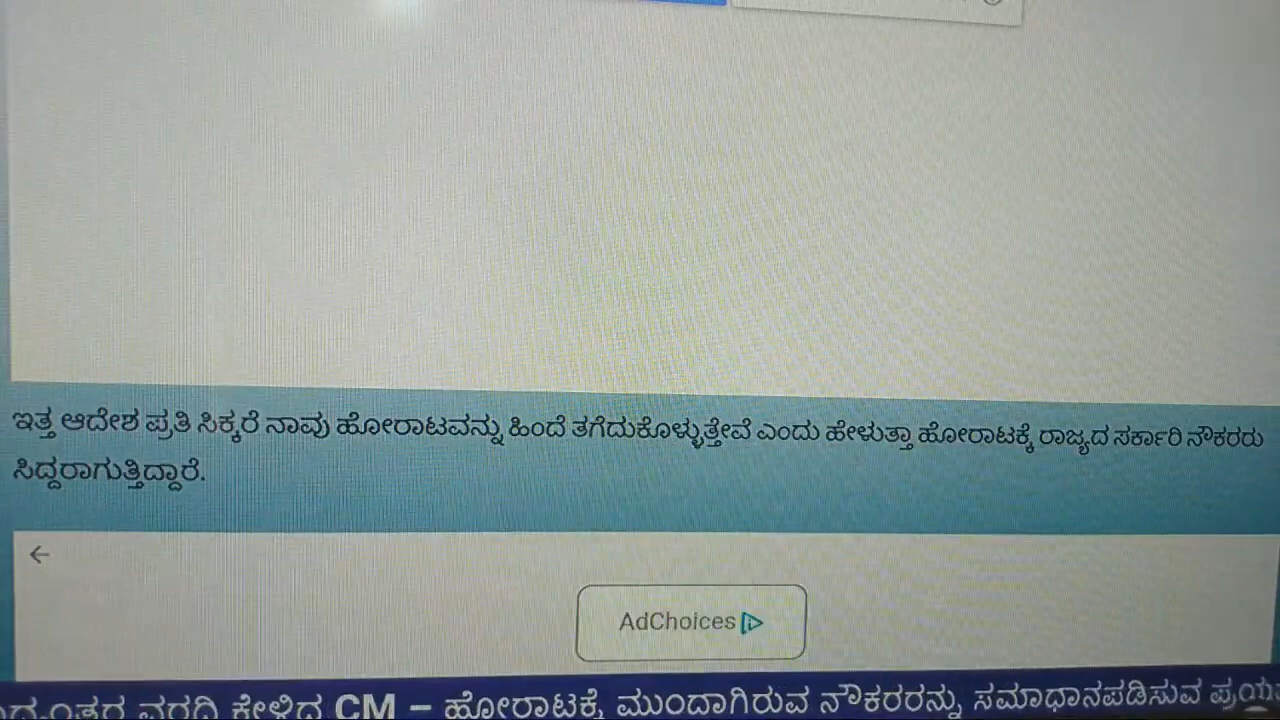 ಇತ್ತ ಆದೇಶ ಪ್ರತಿ ಸಿಕ್ಕರೆ ನಾವು ಹೋರಾಟವನ್ನು ಹಿಂದೆ ತಗೆದುಕೊಳ್ಳುತ್ತೇವೆ ಎಂದು ಹೇಳುತ್ತಾ ಹೋರಾಟಕ್ಕೆ ರಾಜ್ಯದ ಸರ್ಕಾರಿ ನೌಕರರು
ಸಿದ್ದರಾಗುತ್ತಿದ್ದಾರೆ.
AdChoices
ವರದಿ ಕೇಳಿದ CM – ಹೋರಾಟಕ್ಕೆ ಮುಂದಾಗಿರುವ ನೌಕರರನ್ನು ಸಮಾಧಾನಪಡಿಸುವ